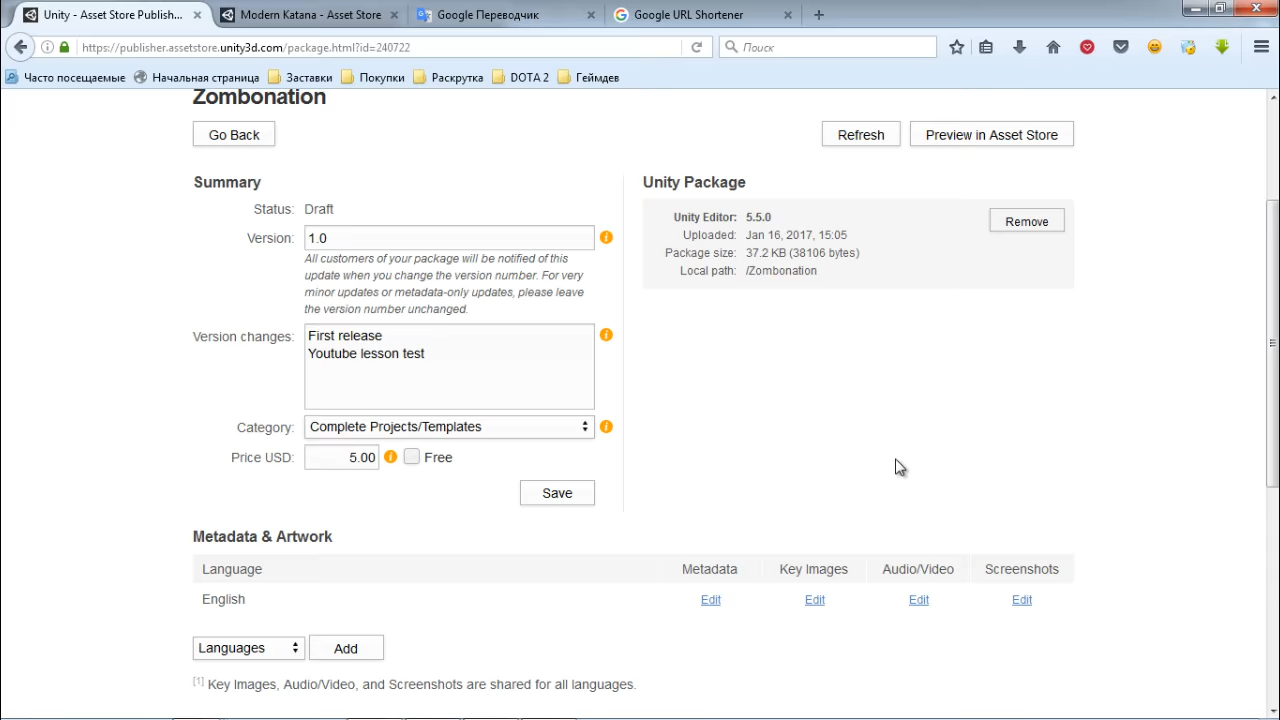 Unity - Asset Store Publish...
Modern Katana - Asset Store
Google Переводчик
Google URL Shortener
https://publisher.assetstore.unity3d.com/package.html?id=240722
Поиск
Часто посещаемые
Начальная страница
Заставки
Покупки
Раскрутка
DOTA 2
Геймдев
Zombonation
Go Back
Refresh
Preview in Asset Store
Summary
Status: Draft
Version: 1.0
All customers of your package will be notified of this
update when you change the version number. For very
minor updates or metadata-only updates, please leave
the version number unchanged.
Version changes: First release
Youtube lesson test
Category: Complete Projects/Templates
Price USD: 5.00 Free
Save
Unity Package
Unity Editor: 5.5.0
Remove
Uploaded: Jan 16, 2017, 15:05
Package size: 37.2 KB (38106 bytes)
Local path: /Zombonation
Metadata & Artwork
Language Metadata Key Images Audio/Video Screenshots
English Edit Edit Edit Edit
Languages Add
[1] Key Images, Audio/Video, and Screenshots are shared for all languages.